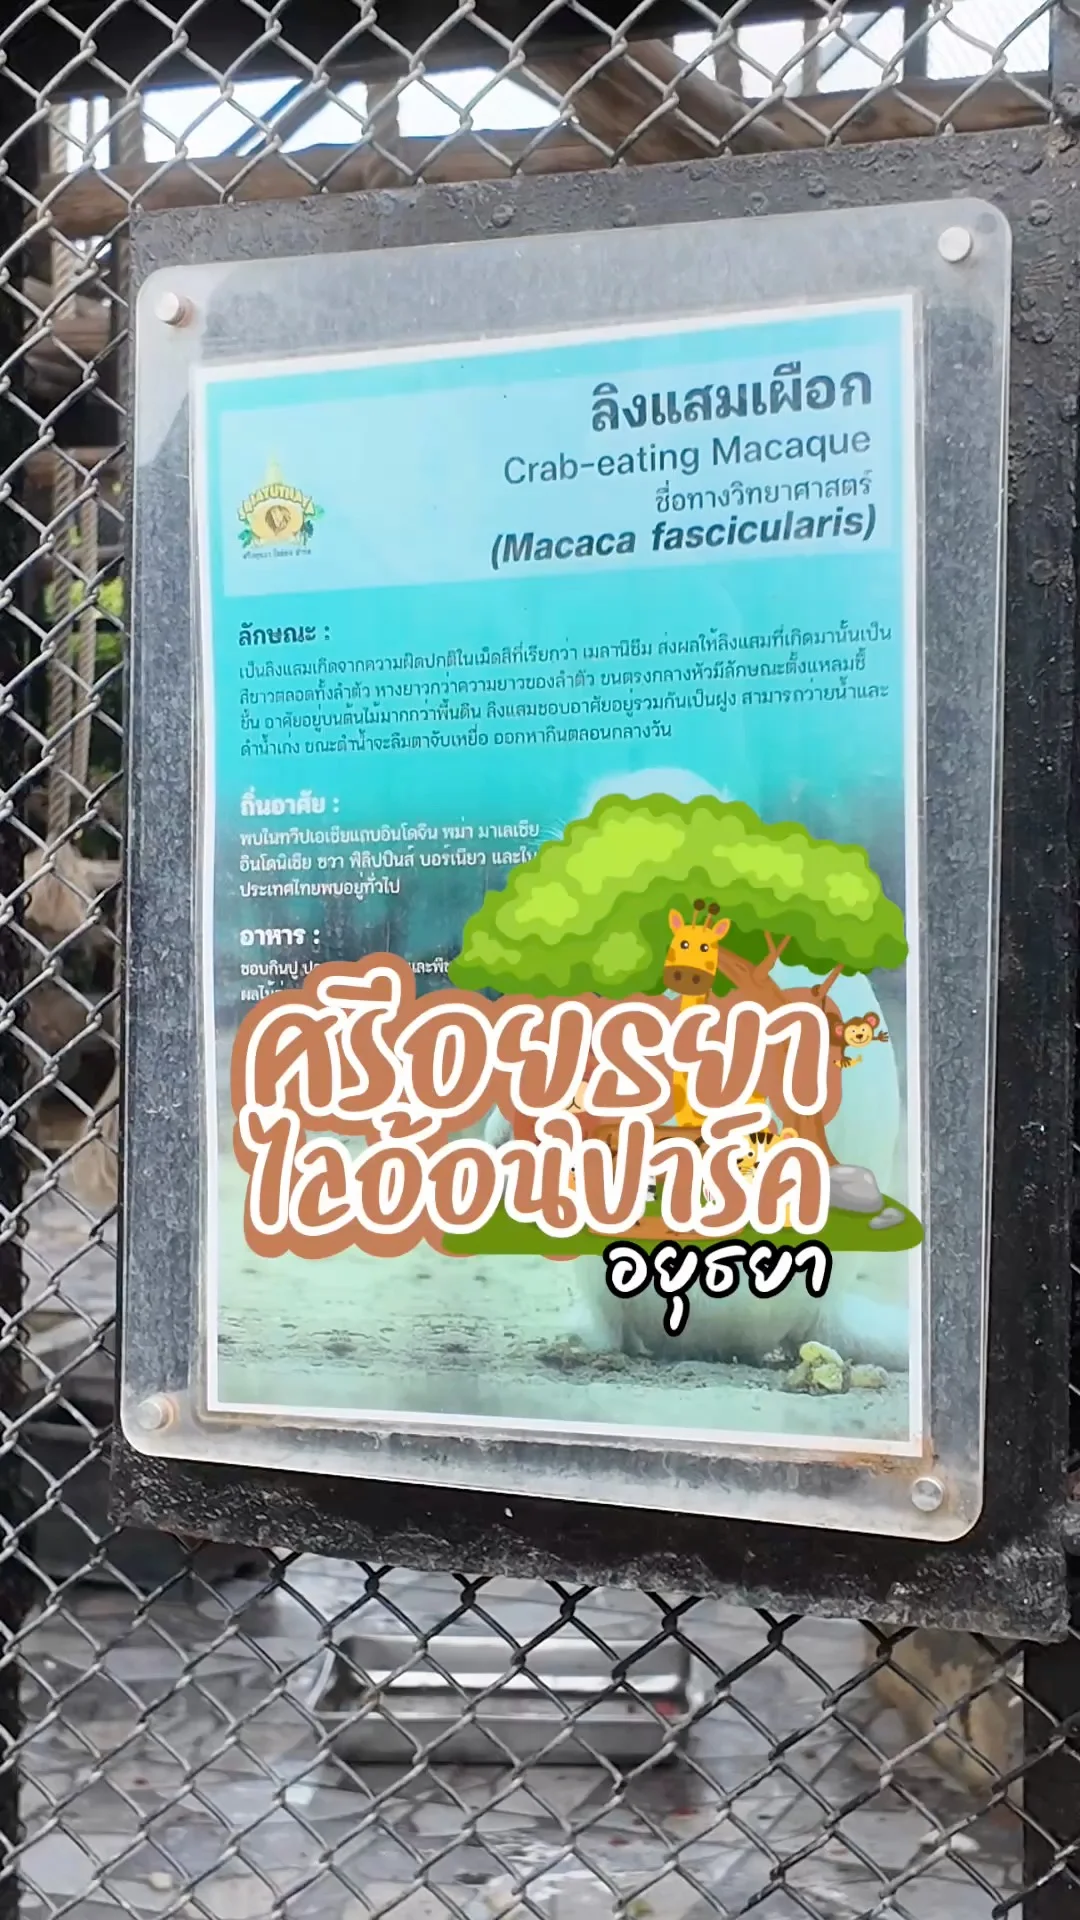 ลิงแสมเผือก
Crab-eating Macaque
ชื่อทางวิทยาศาสตร์
(Macaca fascicularis)
AYUTHAYA
ลักษณะ :
เป็นลิงแสมเกิดจากความผิดปกติในเม็ดสีที่เรียกว่า เมลานิซึม ส่งผลให้ลิงแสมที่เกิดมานั้นเป็น
สีขาวตลอดทั้งลำตัว หางยาวกว่าความยาวของลำตัว ขนตรงกลางหัวมีลักษณะตั้งแหลมชี้
ขึ้น อาศัยอยู่บนต้นไม้มากกว่าพื้นดิน ลิงแสมชอบอาศัยอยู่รวมกันเป็นฝูง สามารถว่ายน้ำและ
ดำน้ำเก่ง ขณะดำน้ำจะลืมตาจับเหยื่อ ออกหากินตลอนกลางวัน
ถิ่นอาศัย :
พบในทวีปเอเชียแถบอินโดจีน พม่า มาเลเซีย
อินโดนิเซีย ชวา ฟิลิปปินส์ บอร์เนียว และใน
ประเทศไทยพบอยู่ทั่วไป
อาหาร :
ชอบกินปู
ผลไม้
ศรีอยุธยา
ไลอ้อนปาร์ค
อยุธยา